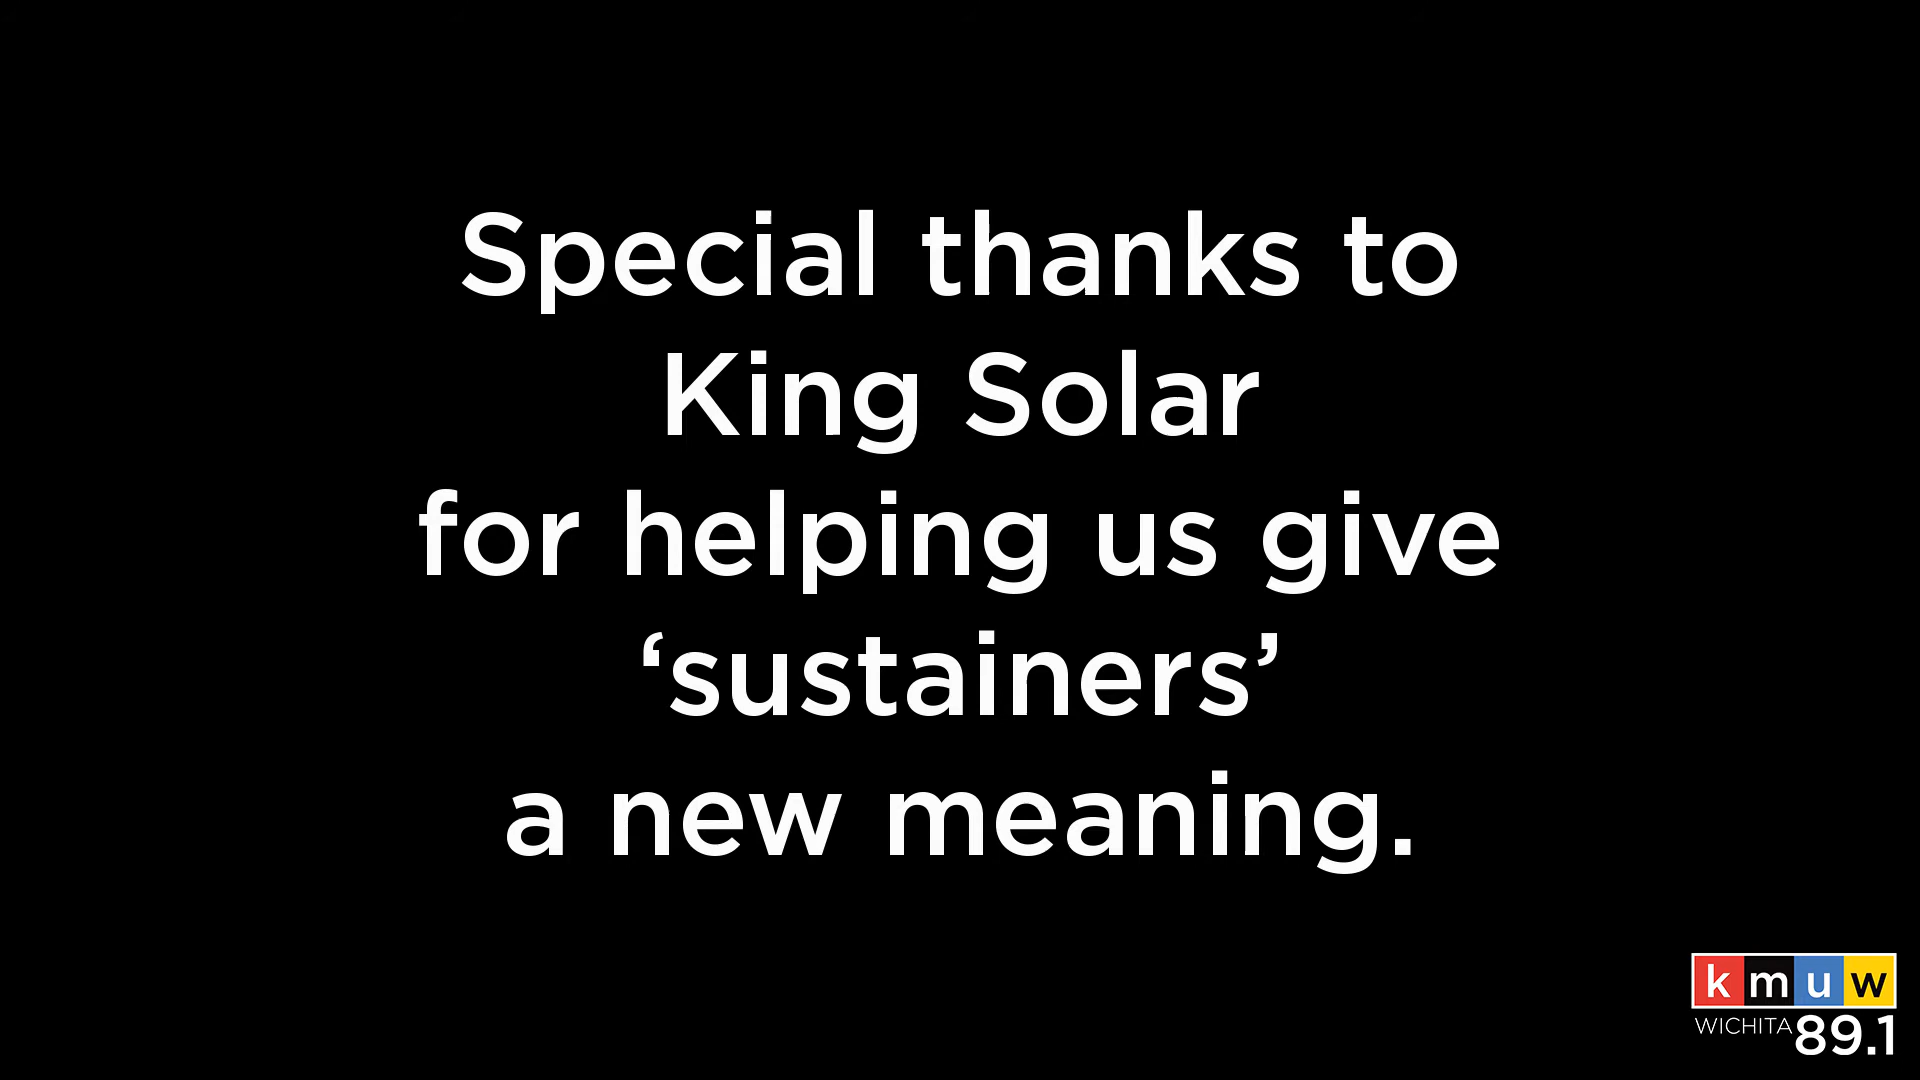 Special thanks to
King Solar
for helping us give
‘sustainers’
a new meaning.
kmuw
WICHITA 89.1